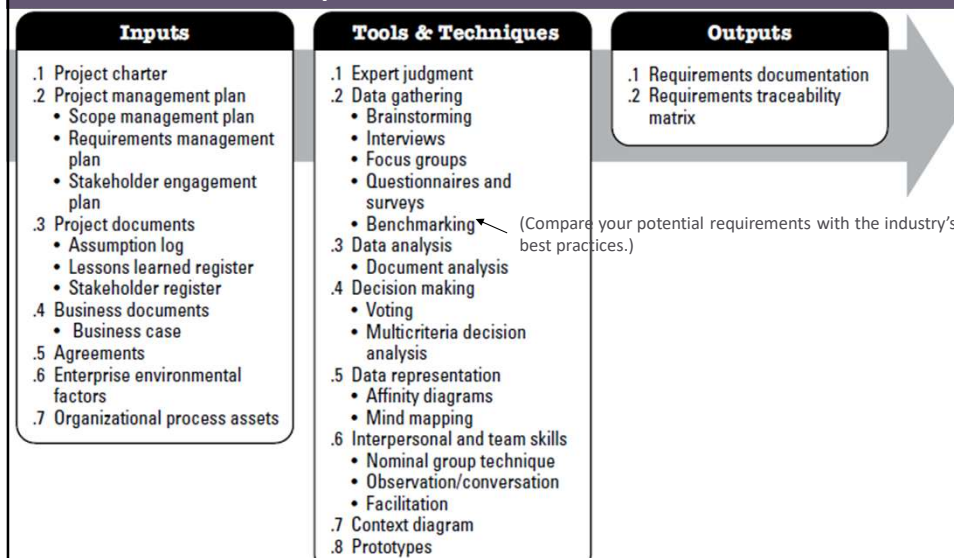 Inputs
.1 Project charter
.2 Project management plan
• Scope management plan
• Requirements management
plan
• Stakeholder engagement
plan
.3 Project documents
• Assumption log
• Lessons learned register
• Stakeholder register
.4 Business documents
• Business case
.5 Agreements
.6 Enterprise environmental
factors
.7 Organizational process assets
Tools & Techniques
.1 Expert judgment
.2 Data gathering
• Brainstorming
• Interviews
• Focus groups
• Questionnaires and
surveys
• Benchmarking
(Compare your potential requirements with the industry's
best practices.)
.3 Data analysis
• Document analysis
.4 Decision making
• Voting
• Multicriteria decision
analysis
.5 Data representation
• Affinity diagrams
• Mind mapping
.6 Interpersonal and team skills
• Nominal group technique
• Observation/conversation
• Facilitation
.7 Context diagram
.8 Prototypes
Outputs
.1 Requirements documentation
.2 Requirements traceability
matrix